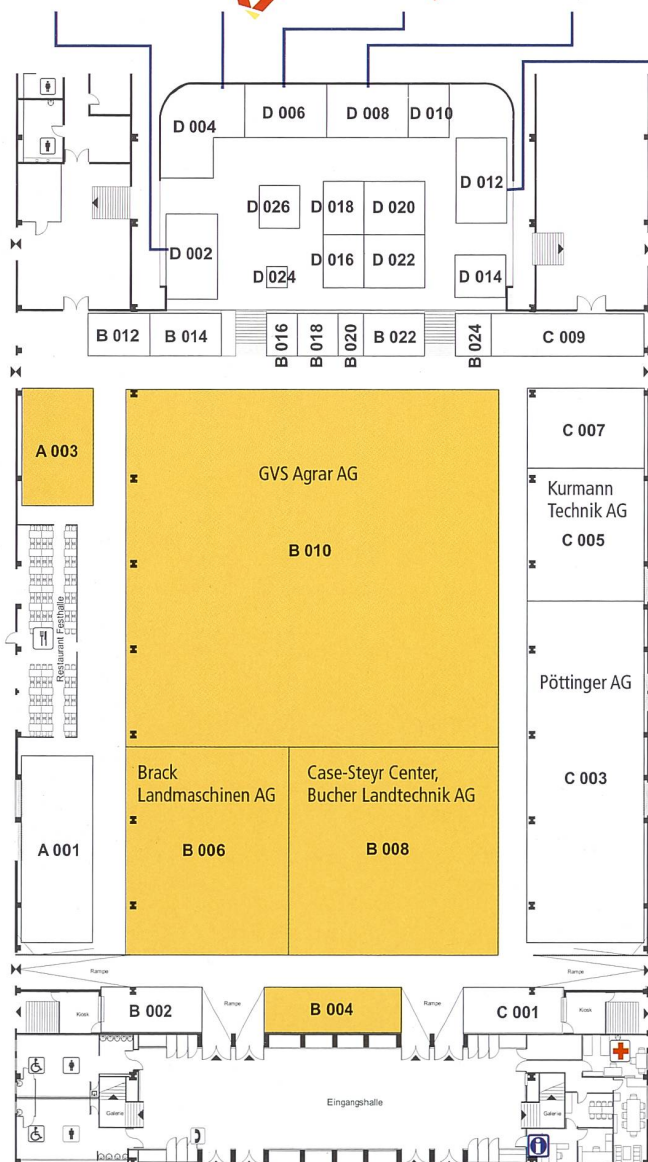 D 004
D 006
D 008
D 010
D 012
D 026
D 018
D 020
D 002
D 024
D 016
D 022
D 014
B 012
B 014
B 016
B 018
B 020
B 022
B 024
C 009
A 003
GVS Agrar AG
B 010
C 007
Kurmann
Technik AG
C 005
Restaurant Festhalle
Pöttinger AG
C 003
Brack
Landmaschinen AG
B 006
Case-Steyr Center,
Bucher Landtechnik AG
B 008
A 001
Rampe
Rampe
Kiosk
B 002
Rampe
B 004
Rampe
C 001
Kiosk
Galerie
Eingangshalle
Galerie
i